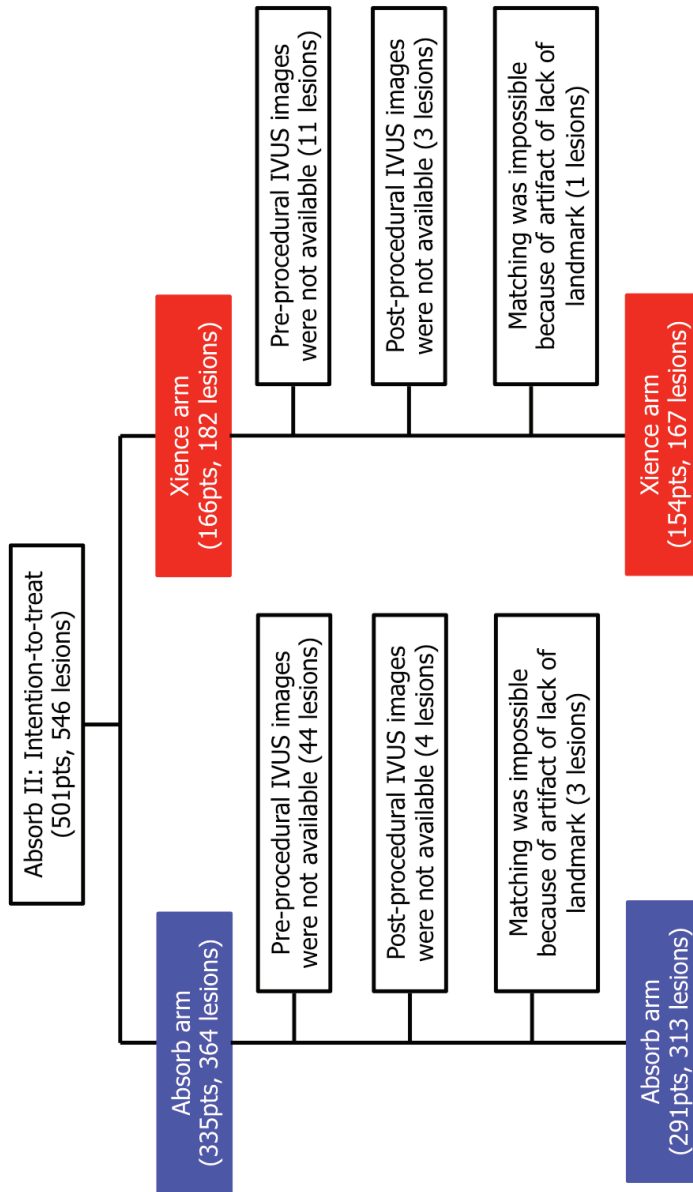 Absorb II: Intention-to-treat
(501pts, 546 lesions)
Absorb arm
(335pts, 364 lesions)
Pre-procedural IVUS images
were not available (44 lesions)
Post-procedural IVUS images
were not available (4 lesions)
Matching was impossible
because of artifact of lack of
landmark (3 lesions)
Absorb arm
(291pts, 313 lesions)
Xience arm
(166pts, 182 lesions)
Pre-procedural IVUS images
were not available (11 lesions)
Post-procedural IVUS images
were not available (3 lesions)
Matching was impossible
because of artifact of lack of
landmark (1 lesions)
Xience arm
(154pts, 167 lesions)